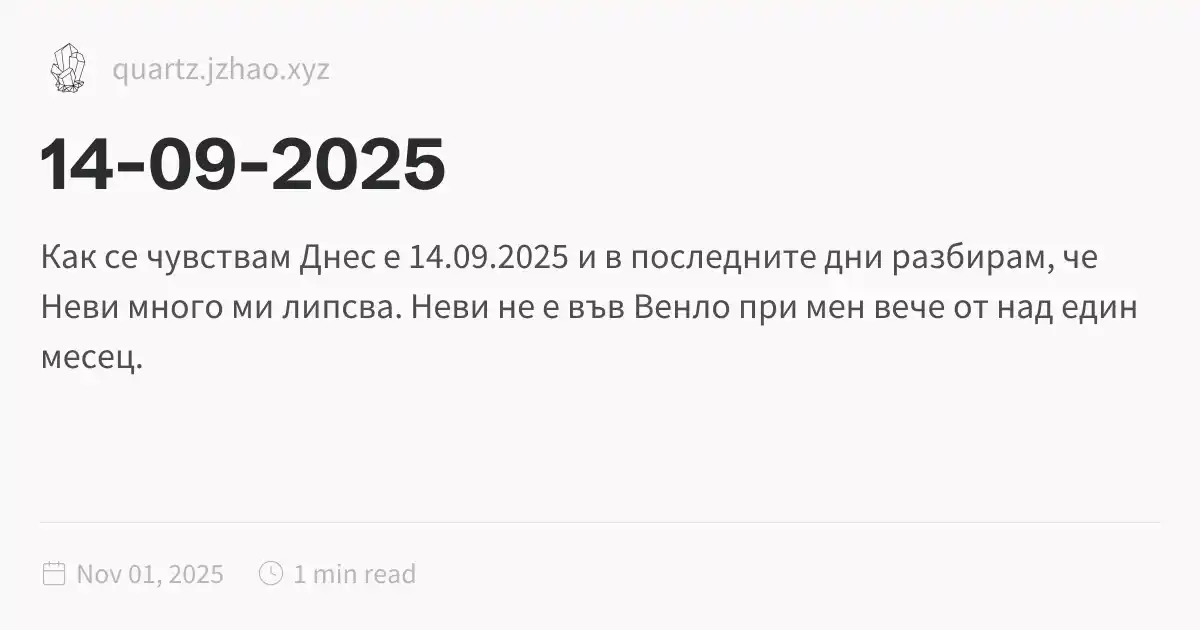 quartz.jzhao.xyz
14-09-2025
Как се чувствам Днес е 14.09.2025 и в последните дни разбирам, че
Неви много ми липсва. Неви не е във Венло при мен вече от над един
месец.
Nov 01, 2025 1 min read